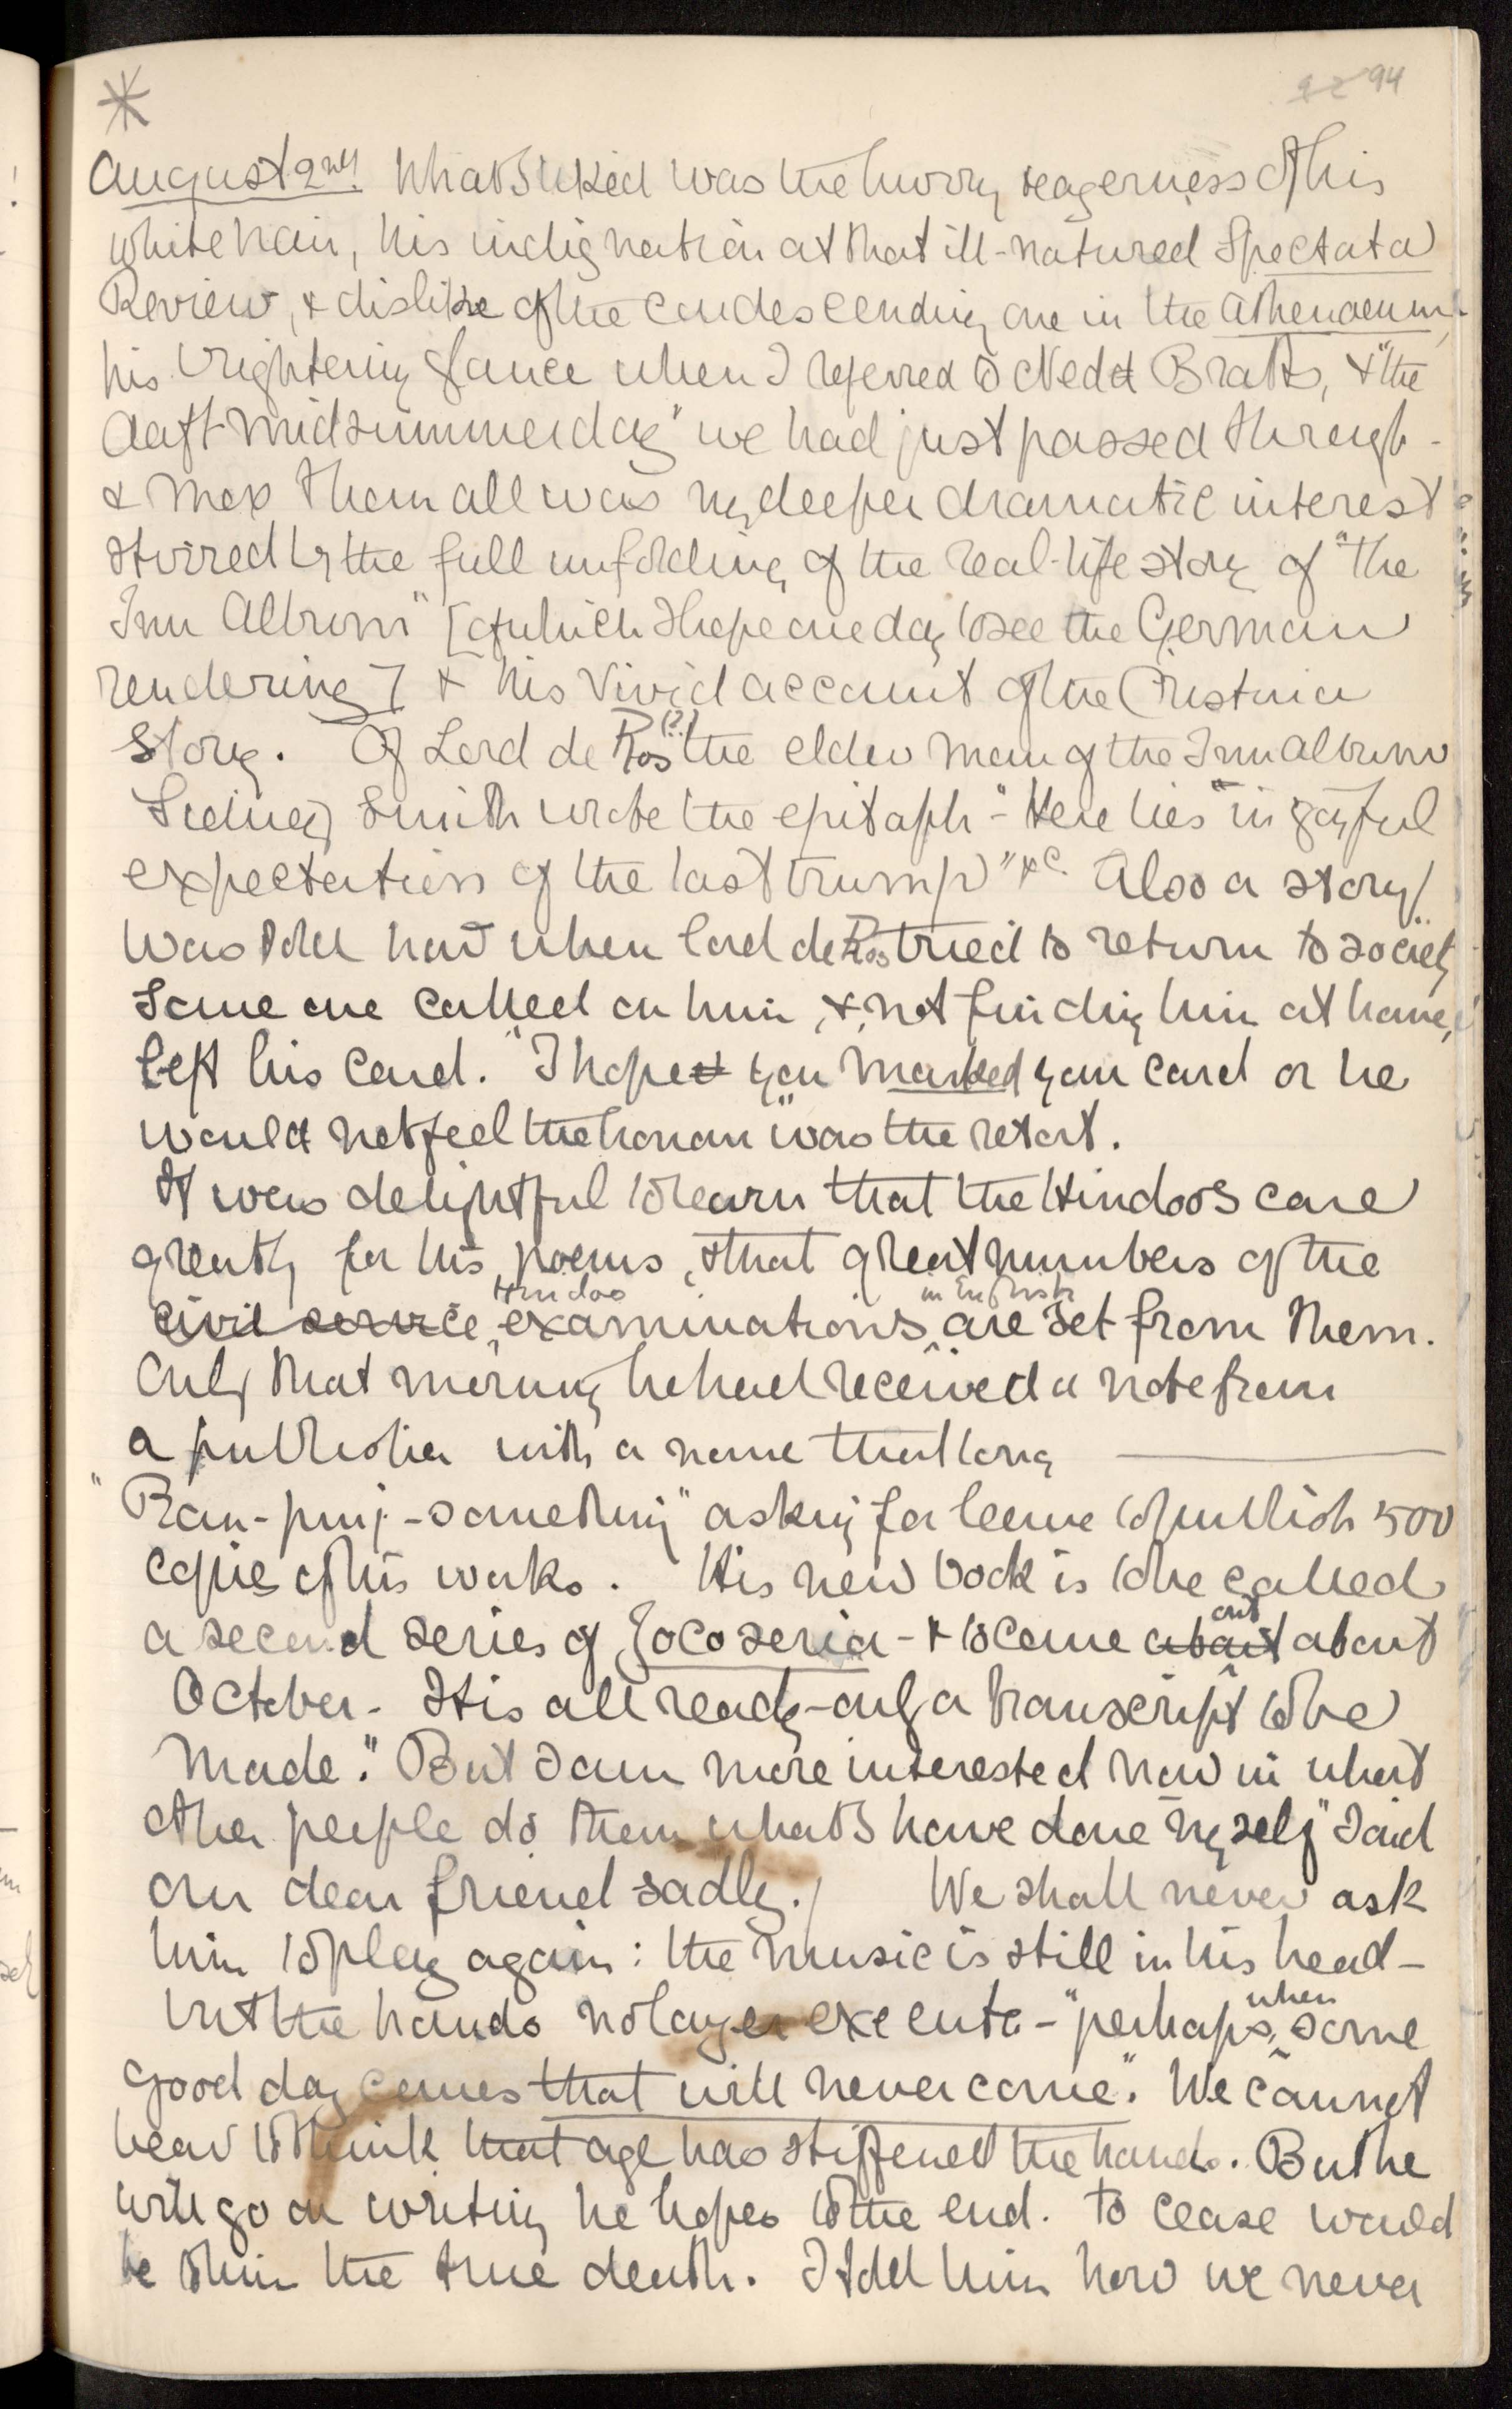 *
92 94
August 2nd. What I liked was the hurry & eagerness of his
white hair, his indignation at that ill-natured Spectator
Review, & dislike of the condescending one in the Athenaeum,
his brightening glance when I referred to Ned Bratts, & "the
daft midsummerday" we had just passed through -
& mo than all was my deeper dramatic interest
stirred by the full unfolding of the real-life story of "the
Inn Album" [of which I hope one day to see the German
rendering] & his vivid account of the Cristina
story. Of Lord de Ros (?) the elder man of the Inn Album
Sidney Smith wrote the epitaph - "Here lies "in joyful
expectation of the last trump" &c. Also a story
was told how when lord de Ros tried to return to society
some one called on him, &, not finding him at home,
left his card. "I hope you marked your card or he
would not feel the honour" was the retort.
It was delightful to learn that the Hindoos care
greatly for his poems, & that great numbers of the
Hindoo in English
civil service examinations are set from them.
Only that morning he had received a note from
a publisher with a name that long
"Ram-punj-something" asking for leave to publish 500
copies of his works. His new book is to be called
a second series of Jocoseria - & to come about out about
October. It is all ready - only a transcript to be
made. "But I am more interested now in what
other people do than what I have done myself" said
our dear friend sadly. / We shall never ask
him to play again: the music is still in his head -
but the hands no longer execute - "perhaps, when some
good day comes that will never come". We cannot
bear to think that age has stiffened the hands. But he
will go on writing he hopes to the end. to cease would
be to him the true death. I told him how we never